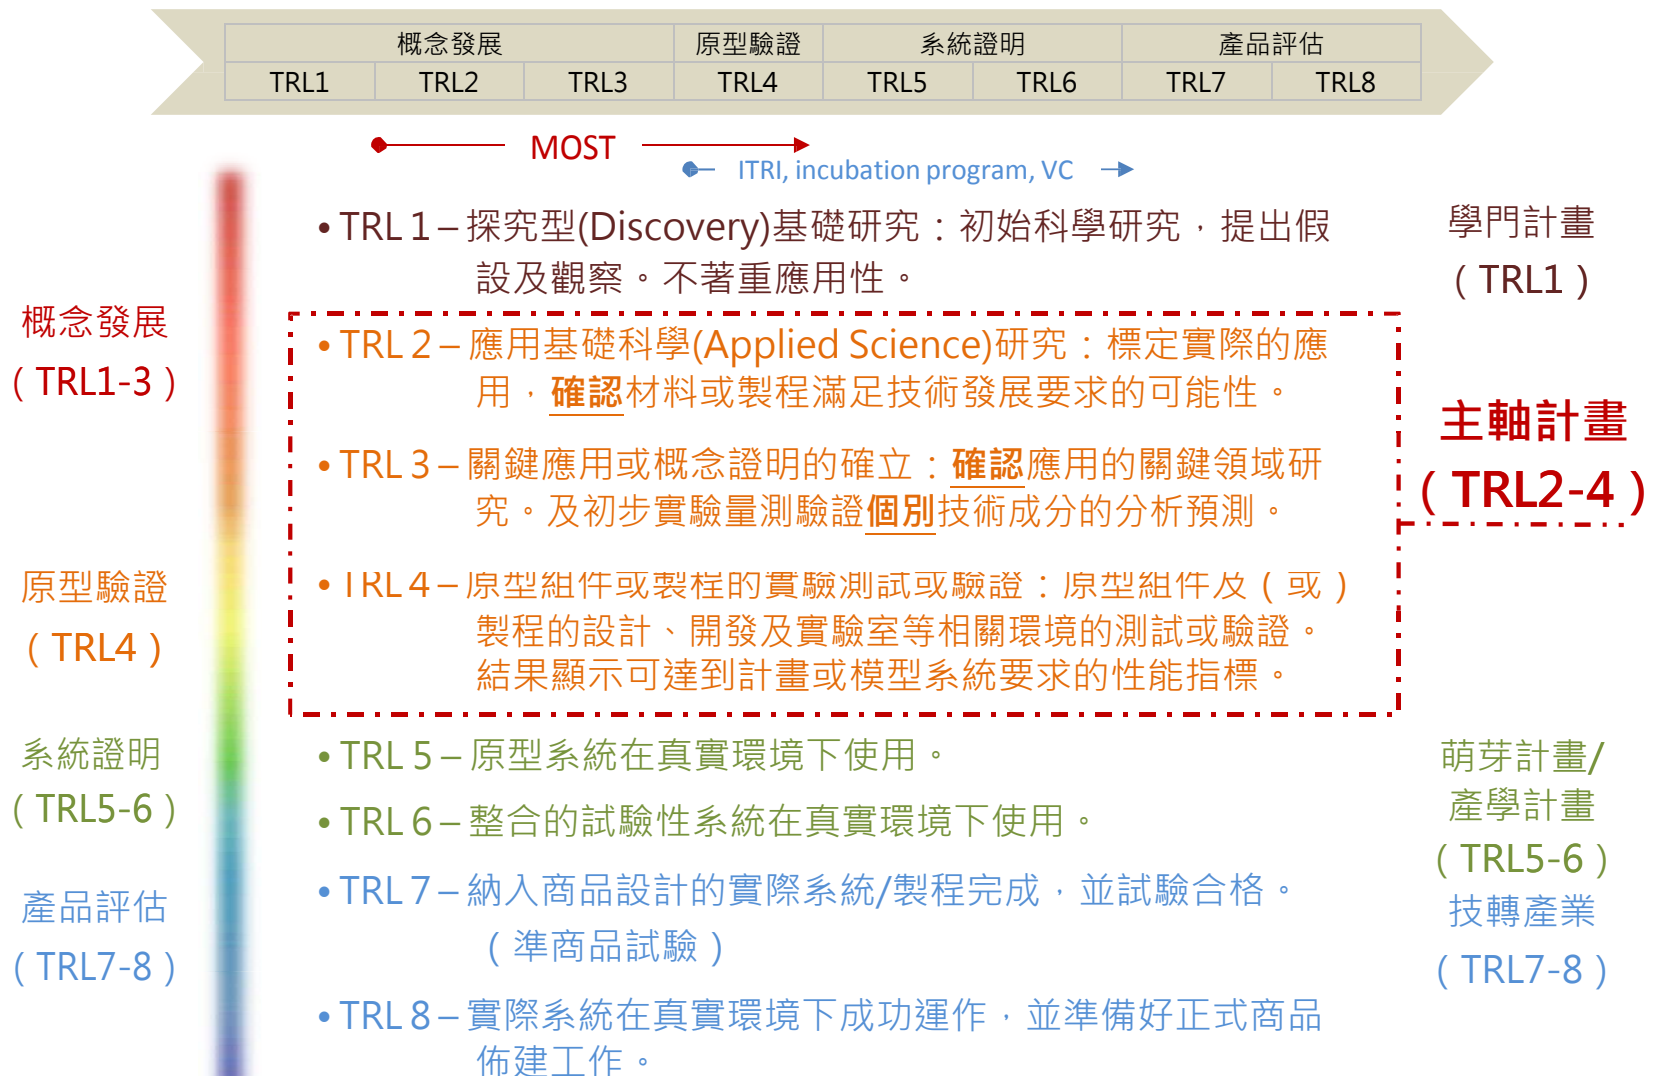 概念發展 原型驗證 系統證明 產品評估
TRL1 TRL2 TRL3 TRL4 TRL5 TRL6 TRL7 TRL8
MOST
ITRI, incubation program, VC
• TRL 1 – 探究型(Discovery)基礎研究：初始科學研究，提出假
設及觀察。不著重應用性。
學門計畫
（TRL1）
概念發展
（TRL1-3）
• TRL 2 – 應用基礎科學(Applied Science)研究：標定實際的應
用，確認材料或製程滿足技術發展要求的可能性。
• TRL 3 – 關鍵應用或概念證明的確立：確認應用的關鍵領域研
究。及初步實驗量測驗證個別技術成分的分析預測。
主軸計畫
（TRL2-4）
原型驗證
（TRL4）
• TRL 4 – 原型組件或製程的實驗測試或驗證：原型組件及（或）
製程的設計、開發及實驗室等相關環境的測試或驗證。
結果顯示可達到計畫或模型系統要求的性能指標。
系統證明
（TRL5-6）
• TRL 5 – 原型系統在真實環境下使用。
• TRL 6 – 整合的試驗性系統在真實環境下使用。
萌芽計畫/
產學計畫
（TRL5-6）
產品評估
（TRL7-8）
• TRL 7 – 納入商品設計的實際系統/製程完成，並試驗合格。
（準商品試驗）
• TRL 8 – 實際系統在真實環境下成功運作，並準備好正式商品
佈建工作。
技轉產業
（TRL7-8）